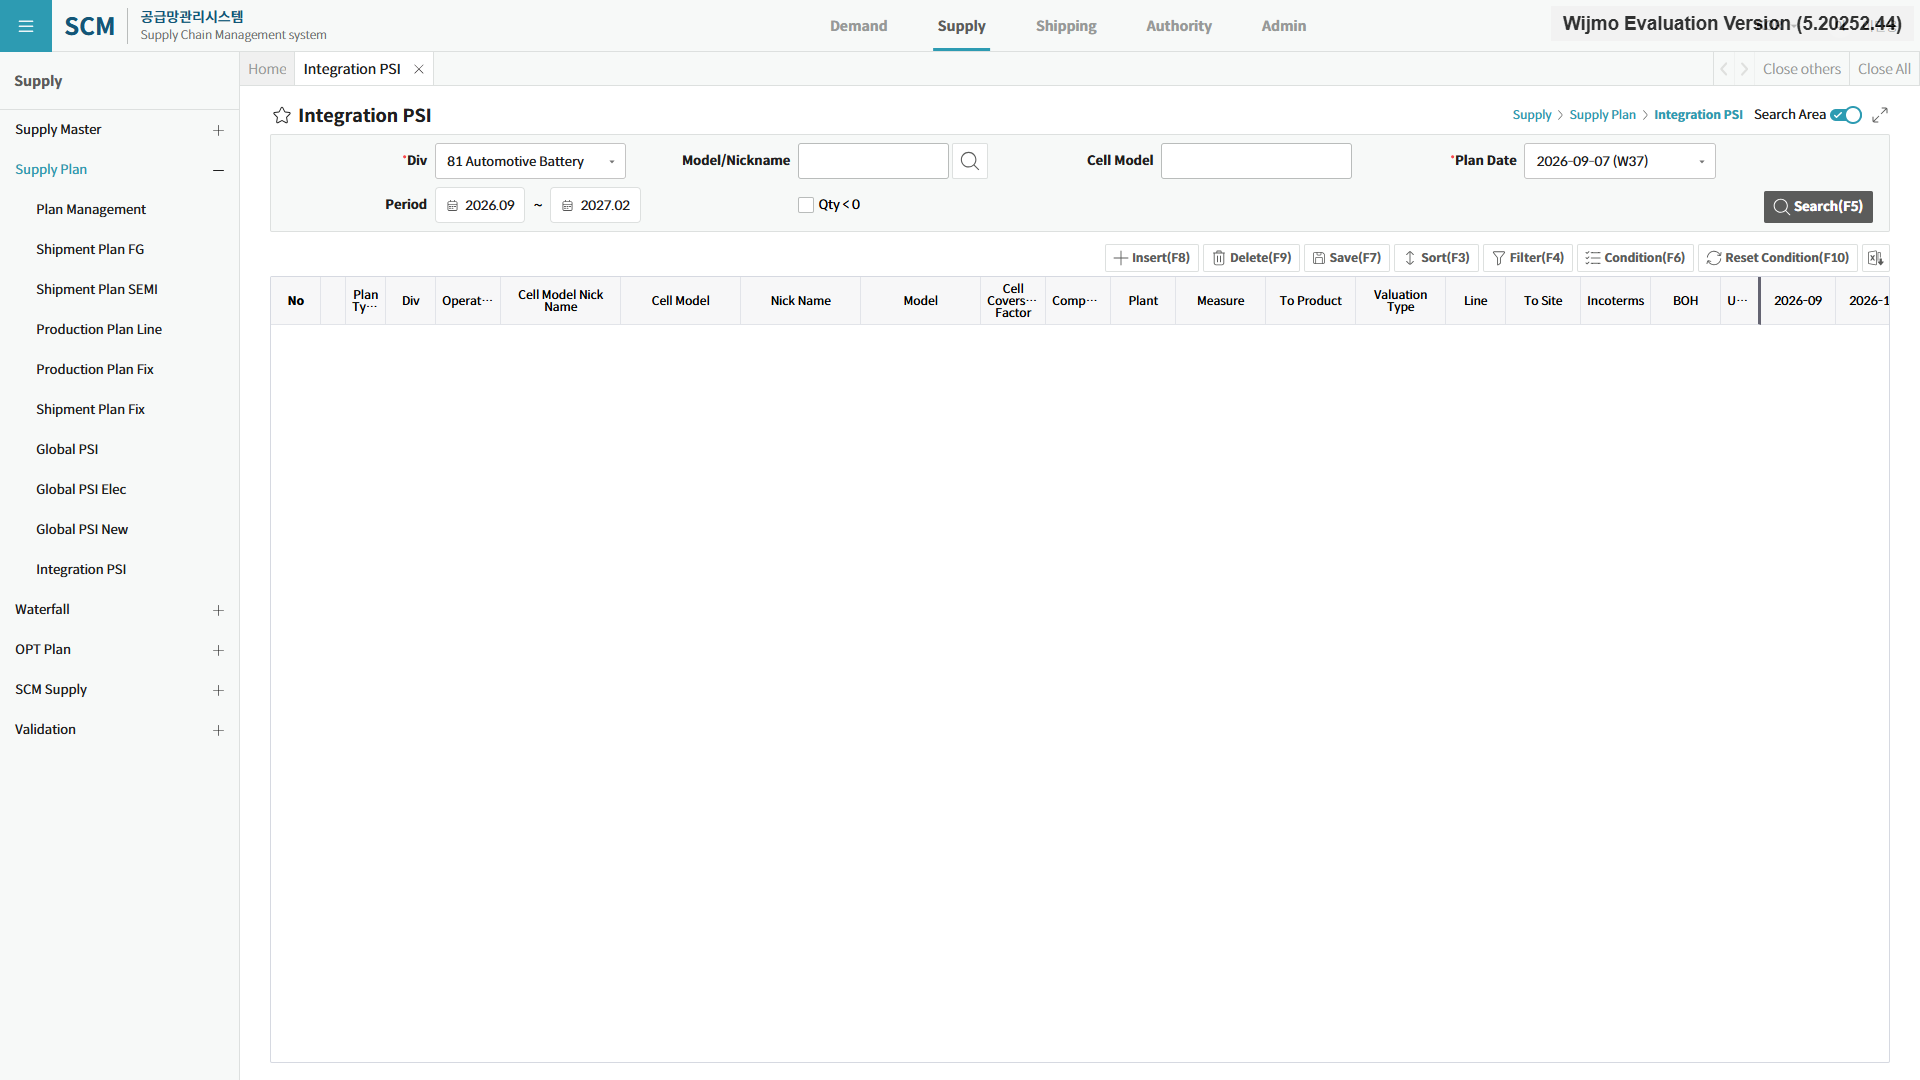 SCM
공급망관리시스템
Supply Chain Management system
Demand
Supply
Shipping
Authority
Admin
Wijmo Evaluation Version (5.20252.44)
Supply
Home
Integration PSI
Close others
Close All
Supply Master
Supply Plan
Plan Management
Shipment Plan FG
Shipment Plan SEMI
Production Plan Line
Production Plan Fix
Shipment Plan Fix
Global PSI
Global PSI Elec
Global PSI New
Integration PSI
Waterfall
OPT Plan
SCM Supply
Validation
Integration PSI
Supply > Supply Plan > Integration PSI
Search Area
*Div
81 Automotive Battery
Model/Nickname
Cell Model
*Plan Date
2026-09-07 (W37)
Period
2026.09 ~ 2027.02
Qty < 0
Search(F5)
Insert(F8)
Delete(F9)
Save(F7)
Sort(F3)
Filter(F4)
Condition(F6)
Reset Condition(F10)
No
Plan
Ty···
Div
Operat···
Cell Model Nick
Name
Cell Model
Nick Name
Model
Cell
Covers···
Factor
Comp···
Plant
Measure
To Product
Valuation
Type
Line
To Site
Incoterms
BOH
U···
2026-09
2026-1